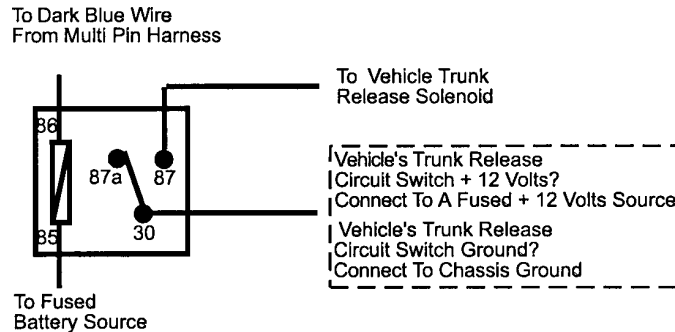 To Dark Blue Wire
From Multi Pin Harness
To Vehicle Trunk
Release Solenoid
86
87a
87
Vehicle's Trunk Release
Circuit Switch + 12 Volts?
Connect To A Fused + 12 Volts Source
85
30
Vehicle's Trunk Release
Circuit Switch Ground?
Connect To Chassis Ground
To Fused
Battery Source